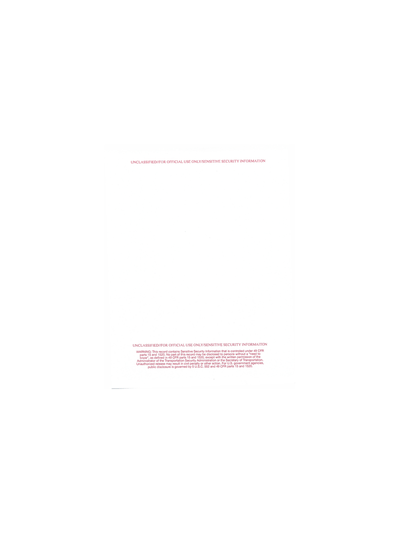 UNCLASSIFIED//FOR OFFICIAL USE ONLY//SENSITIVE SECURITY INFORMATION
UNCLASSIFIED//FOR OFFICIAL USE ONLY//SENSITIVE SECURITY INFORMATION
WARNING: This record contains Sensitive Security Information that is controlled under 49 CFR
parts 15 and 1520. No part of this record may be disclosed to persons without a "need to
know", as defined in 49 CFR parts 15 and 1520, except with the written permission of the
Administrator of the Transportation Security Administration or the Secretary of Transportation.
Unauthorized release may result in civil penalty or other action. For U.S. government agencies,
public disclosure is governed by 5 U.S.C. 552 and 49 CFR parts 15 and 1520.